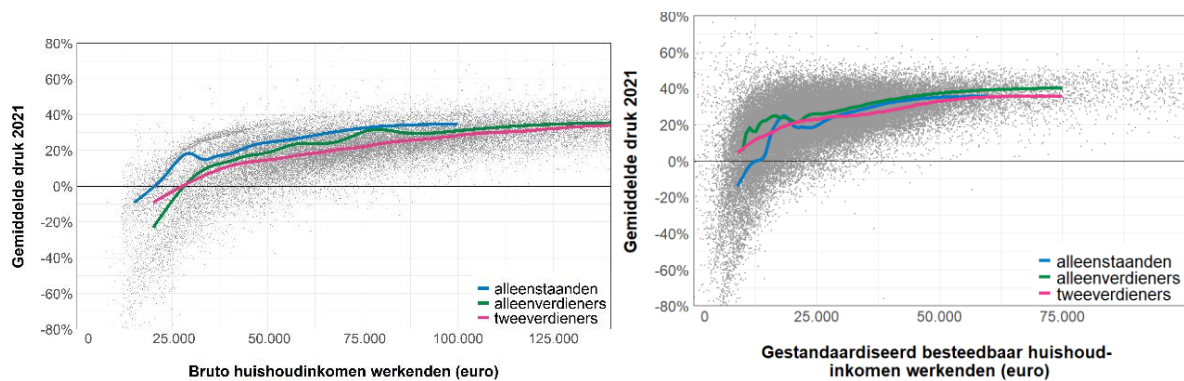 80%
60%
40%
20%
0%
-20%
-40%
-60%
-80%
Gemiddelde druk 2021
0
25.000
50.000
75.000
100.000
125.000
Bruto huishoudinkomen werkenden (euro)
alleenstaanden
alleenverdieners
tweeverdieners
80%
60%
40%
20%
0%
-20%
-40%
-60%
-80%
Gemiddelde druk 2021
0
25.000
50.000
75.000
Gestandaardiseerd besteedbaar huishoud-
inkomen werkenden (euro)
alleenstaanden
alleenverdieners
tweeverdieners